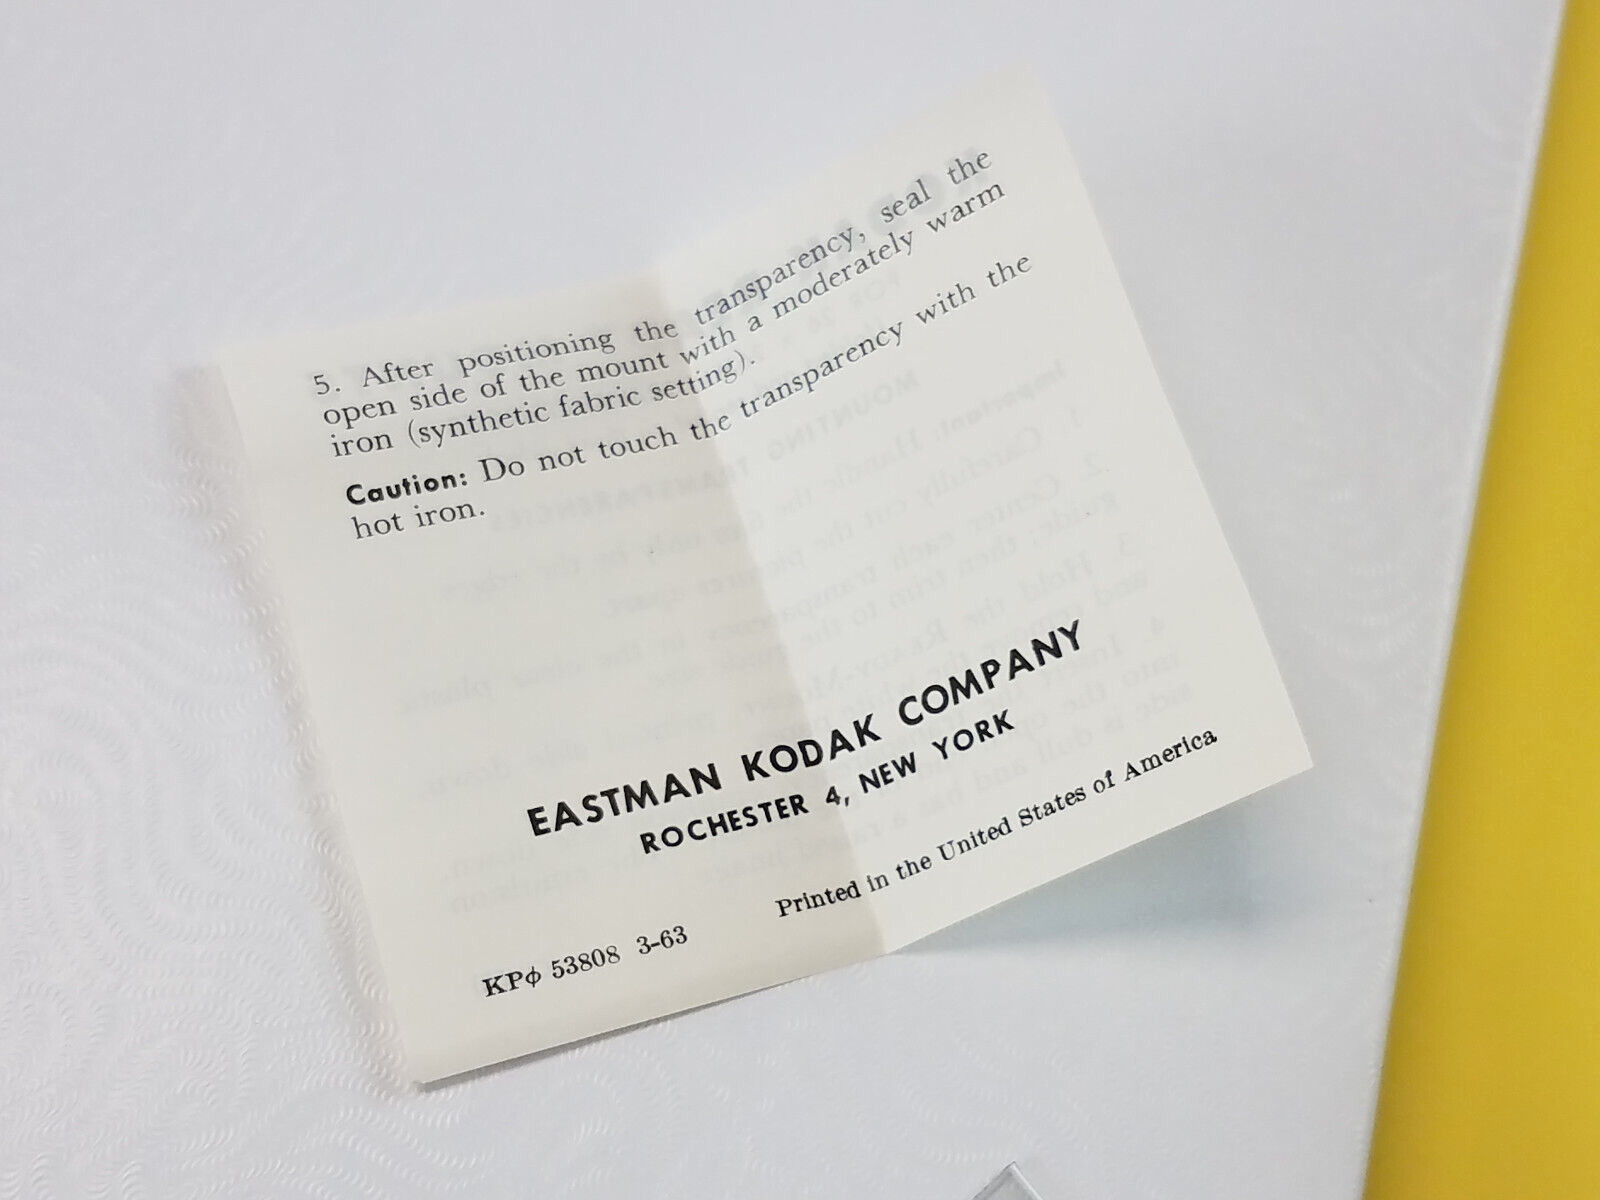 5. After positioning the transparency, seal the
open side of the mount with a moderately warm
iron (synthetic fabric setting).
Caution: Do not touch the transparency with the
hot iron.
EASTMAN KODAK COMPANY
ROCHESTER 4, NEW YORK
KPϕ 53808 3-63
Printed in the United States of America